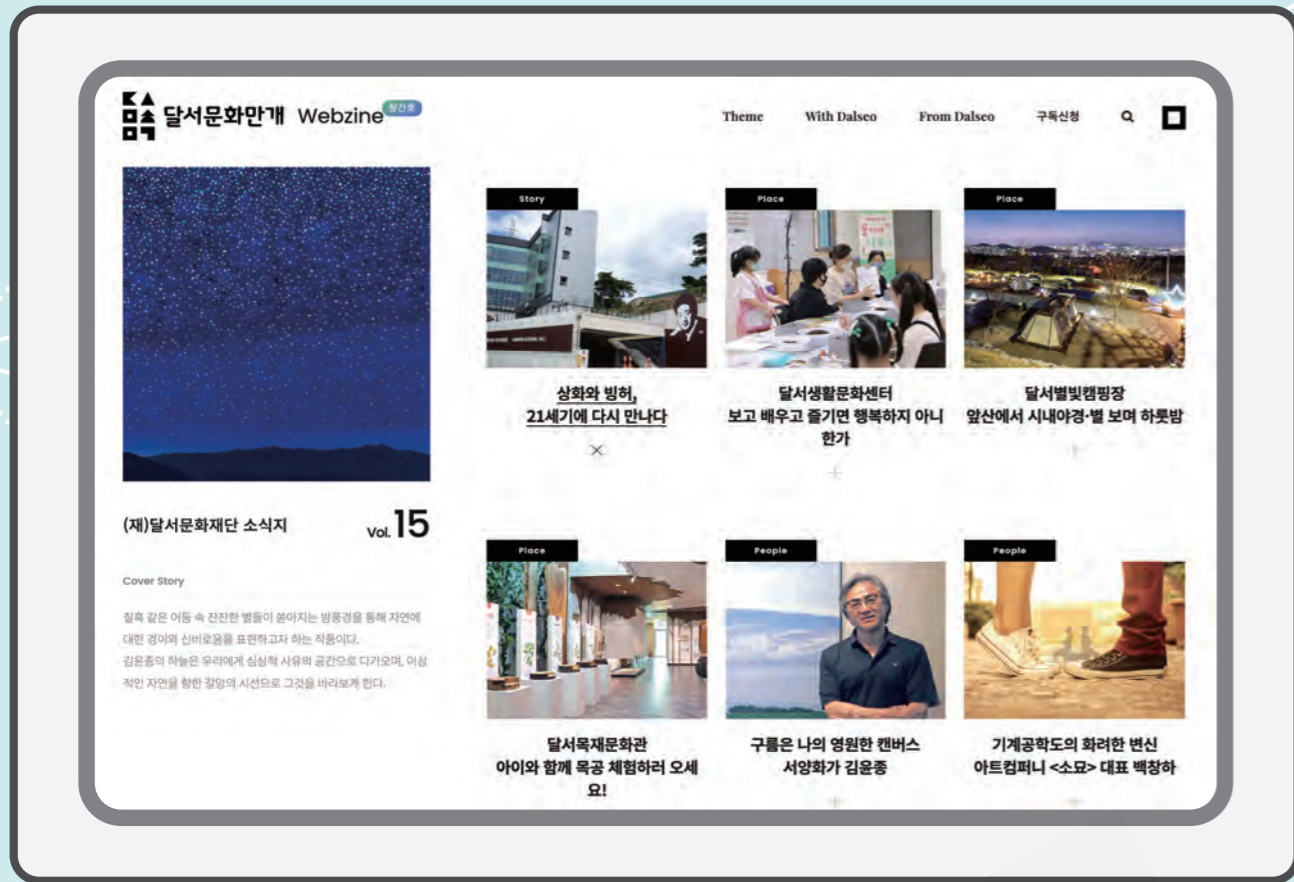 달서문화만개 Webzine 창간호
Theme
With Dalseo
From Dalseo
구독신청
(재)달서문화재단 소식지
Vol. 15
Cover Story
칠흑 같은 어둠 속 잔잔한 별들이 쏟아지는 밤풍경을 통해 자연에
대한 경이와 신비로움을 표현하고자 하는 작품이다.
김윤종의 하늘은 우리에게 심상적 사유의 공간으로 다가오며, 이상
적인 자연을 향한 갈망의 시선으로 그것을 바라보게 한다.
Story
상화와 빙허,
21세기에 다시 만나다
Place
달서생활문화센터
보고 배우고 즐기면 행복하지 아니
한가
Place
달서별빛캠핑장
앞산에서 시내야경·별 보며 하룻밤
Place
달서목재문화관
아이와 함께 목공 체험하러 오세
요!
People
구름은 나의 영원한 캔버스
서양화가 김윤종
People
기계공학도의 화려한 변신
아트컴퍼니 <소묘> 대표 백창하